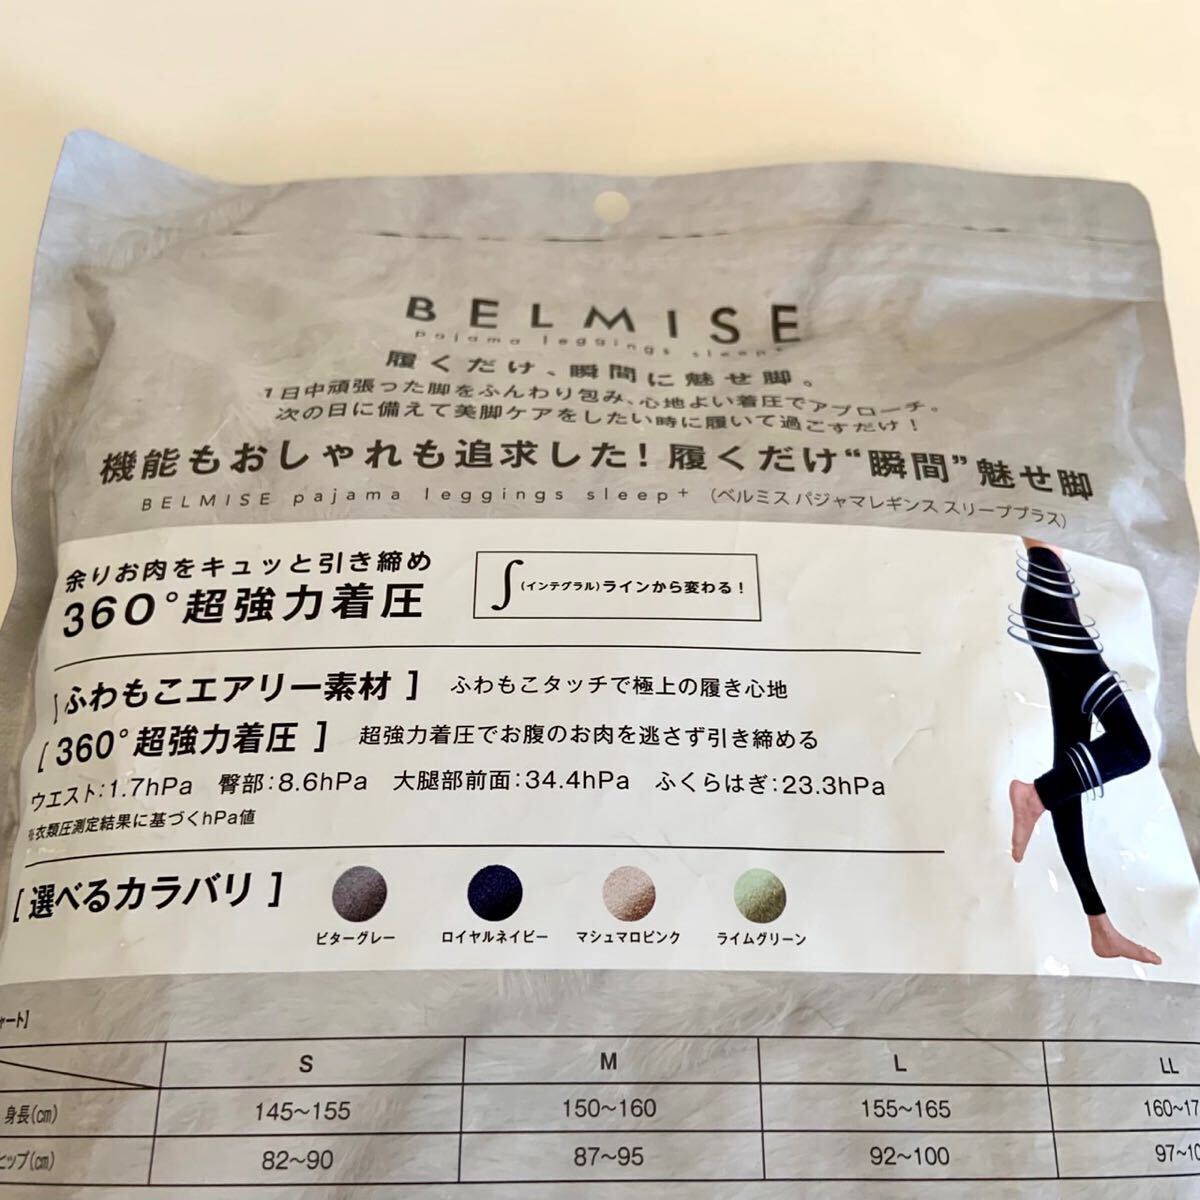 BELMISE
pajama leggings sleep+
履くだけ、瞬間に魅せ脚。
1日中頑張った脚をふんわり包み、心地よい着圧でアプローチ。
次の日に備えて美脚ケアをしたい時に履いて過ごすだけ！
機能もおしゃれも追求した！履くだけ“瞬間”魅せ脚
BELMISE pajama leggings sleep+ （ベルミス パジャマレギンス スリーププラス）
余りお肉をキュッと引き締め
360°超強力着圧
∫(インテグラル)ラインから変わる！
[ ふわもこエアリー素材 ] ふわもこタッチで極上の履き心地
[ 360°超強力着圧 ] 超強力着圧でお腹のお肉を逃さず引き締める
ウエスト：1.7hPa 臀部：8.6hPa 大腿部前面：34.4hPa ふくらはぎ：23.3hPa
※衣類圧測定結果に基づくhPa値
[ 選べるカラバリ ]
ビターグレー ロイヤルネイビー マシュマロピンク ライムグリーン
ャート]
S M L LL
身長(cm) 145~155 150~160 155~165 160~17
ヒップ(cm) 82~90 87~95 92~100 97~10